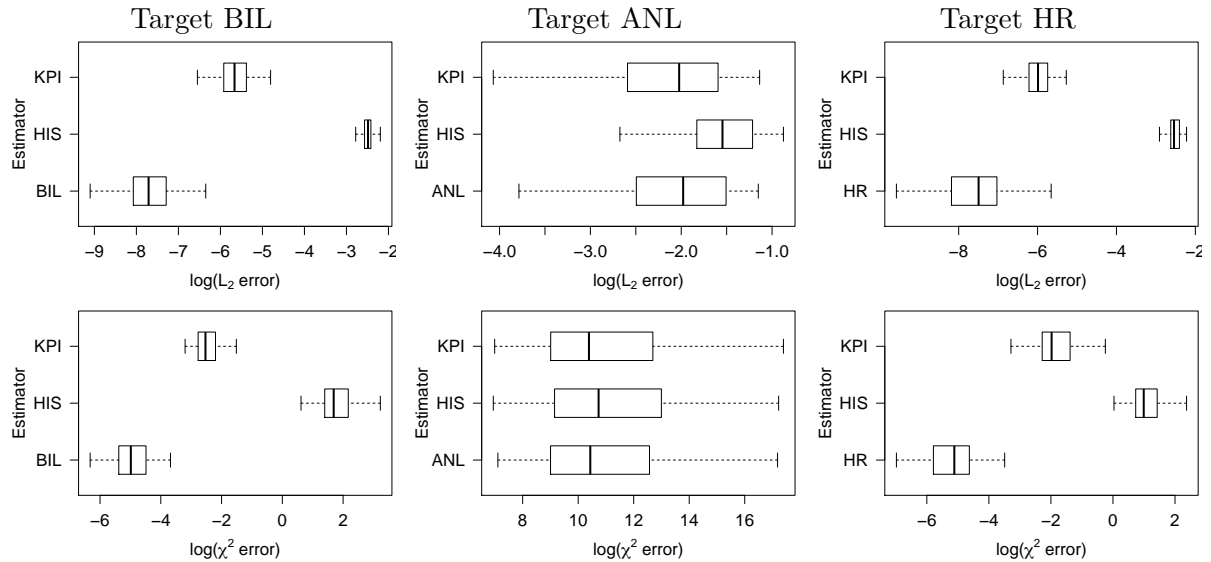 Target BIL
Target ANL
Target HR
KPI
HIS
BIL
Estimator
−9 −8 −7 −6 −5 −4 −3 −2
log(L₂ error)
KPI
HIS
ANL
Estimator
−4.0 −3.0 −2.0 −1.0
log(L₂ error)
KPI
HIS
HR
Estimator
−8 −6 −4 −2
log(L₂ error)
KPI
HIS
BIL
Estimator
−6 −4 −2 0 2
log(χ² error)
KPI
HIS
ANL
Estimator
8 10 12 14 16
log(χ² error)
KPI
HIS
HR
Estimator
−6 −4 −2 0 2
log(χ² error)